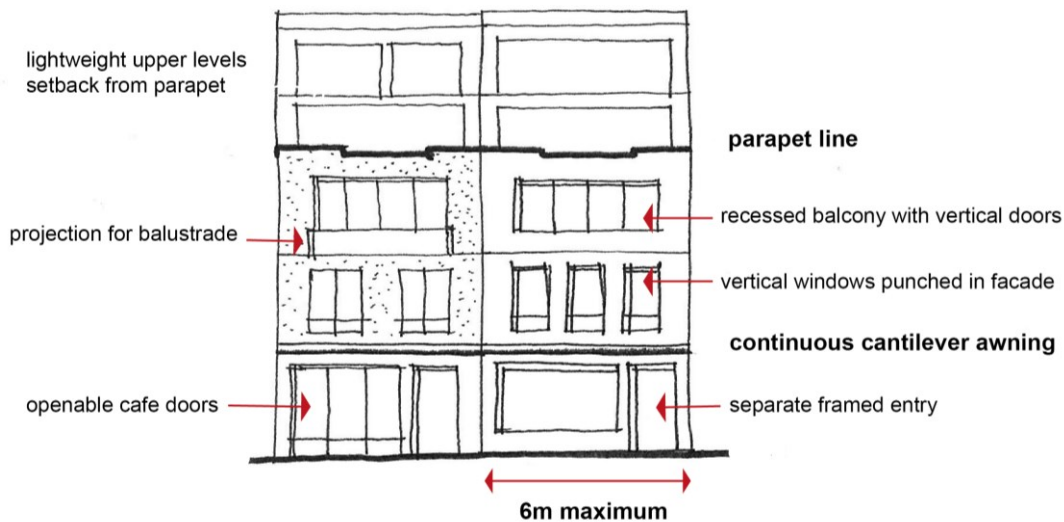 lightweight upper levels
setback from parapet
parapet line
projection for balustrade
recessed balcony with vertical doors
vertical windows punched in facade
continuous cantilever awning
openable cafe doors
separate framed entry
6m maximum